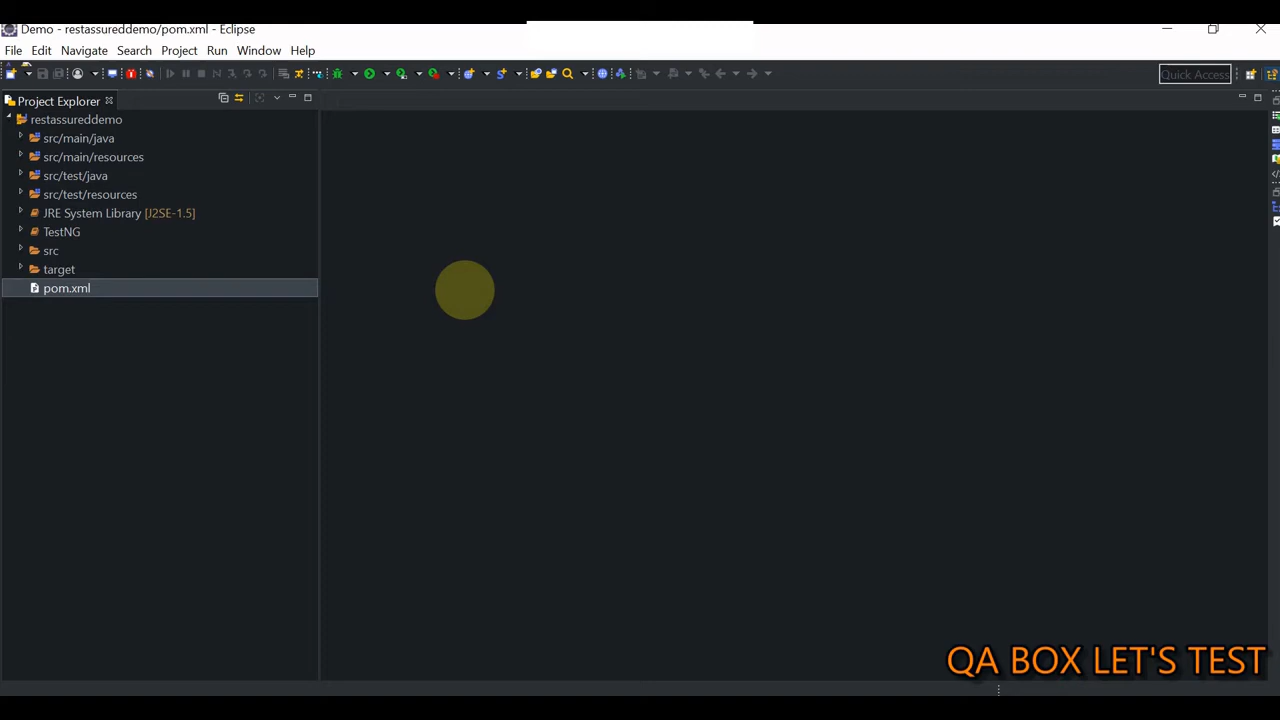 Demo - restassureddemo/pom.xml - Eclipse
File Edit Navigate Search Project Run Window Help
Quick Access
Project Explorer
restassureddemo
src/main/java
src/main/resources
src/test/java
src/test/resources
JRE System Library [J2SE-1.5]
TestNG
src
target
pom.xml
QA BOX LET'S TEST